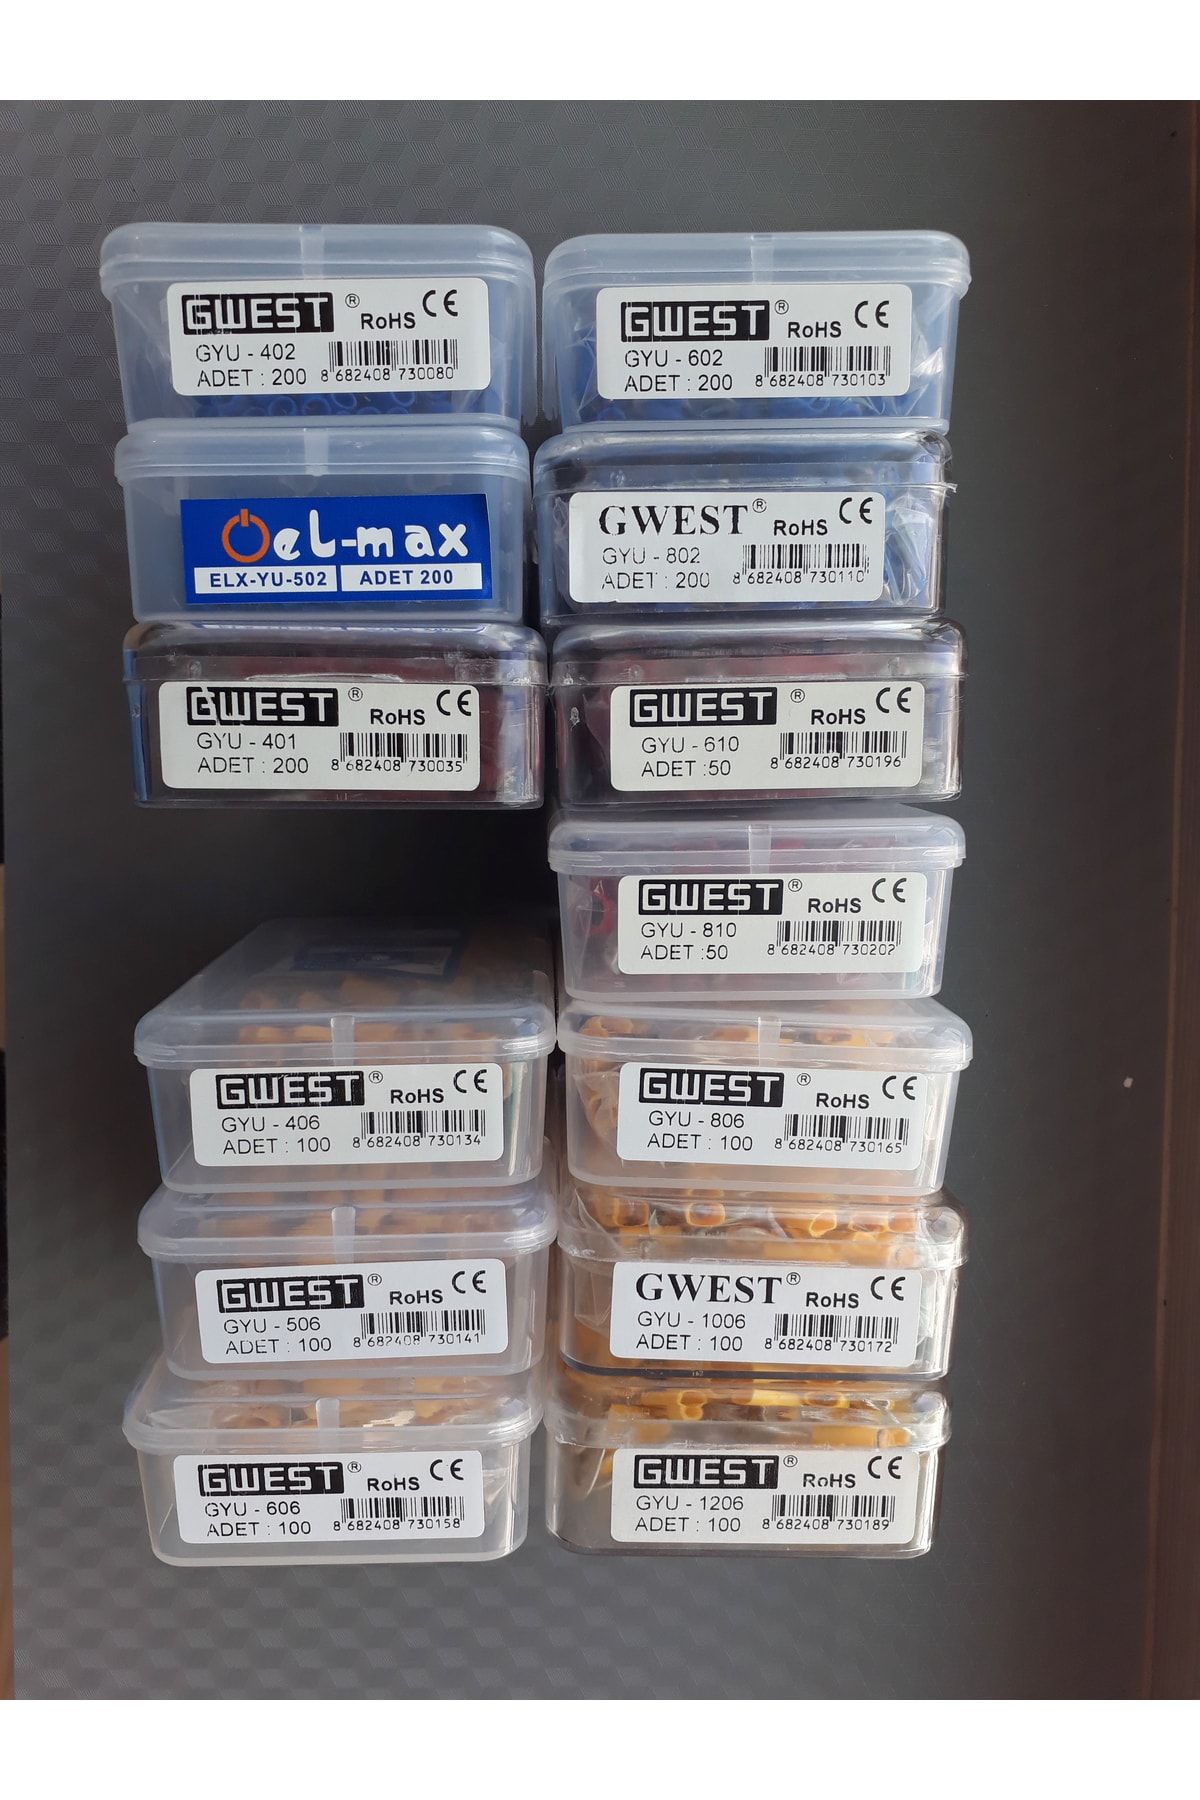 GWEST ® RoHS CE
GYU - 402
ADET : 200
8 682408 730080
GWEST ® RoHS CE
GYU - 602
ADET : 200
8 682408 730103
el-max
ELX-YU-502 ADET 200
GWEST ® RoHS CE
GYU - 802
ADET : 200
8 682408 730110
GWEST ® RoHS CE
GYU - 401
ADET : 200
8 682408 730035
GWEST ® RoHS CE
GYU - 610
ADET :50
8 682408 730196
GWEST ® RoHS CE
GYU - 810
ADET :50
8 682408 730202
GWEST ® RoHS CE
GYU - 406
ADET : 100
8 682408 730134
GWEST ® RoHS CE
GYU - 806
ADET : 100
8 682408 730165
GWEST ® RoHS CE
GYU - 506
ADET : 100
8 682408 730141
GWEST ® RoHS CE
GYU - 1006
ADET : 100
8 682408 730172
GWEST ® RoHS CE
GYU - 606
ADET : 100
8 682408 730158
GWEST ® RoHS CE
GYU - 1206
ADET : 100
8 682408 730189